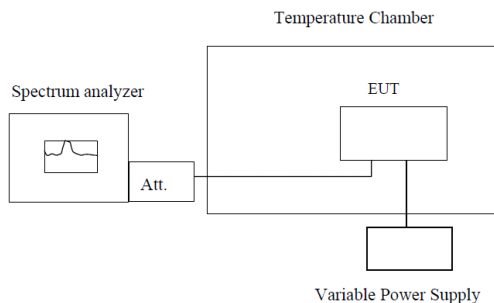 Temperature Chamber
Spectrum analyzer
EUT
Att.
Variable Power Supply